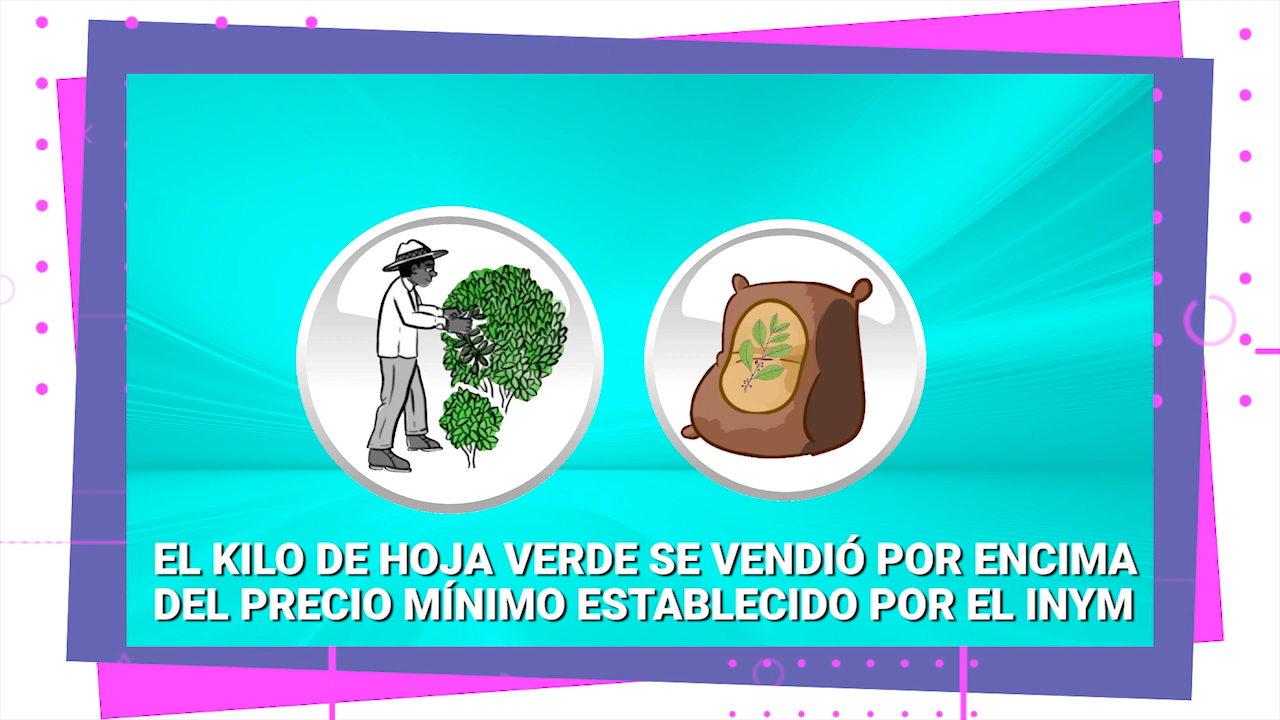 EL KILO DE HOJA VERDE SE VENDIÓ POR ENCIMA
DEL PRECIO MÍNIMO ESTABLECIDO POR EL INYM